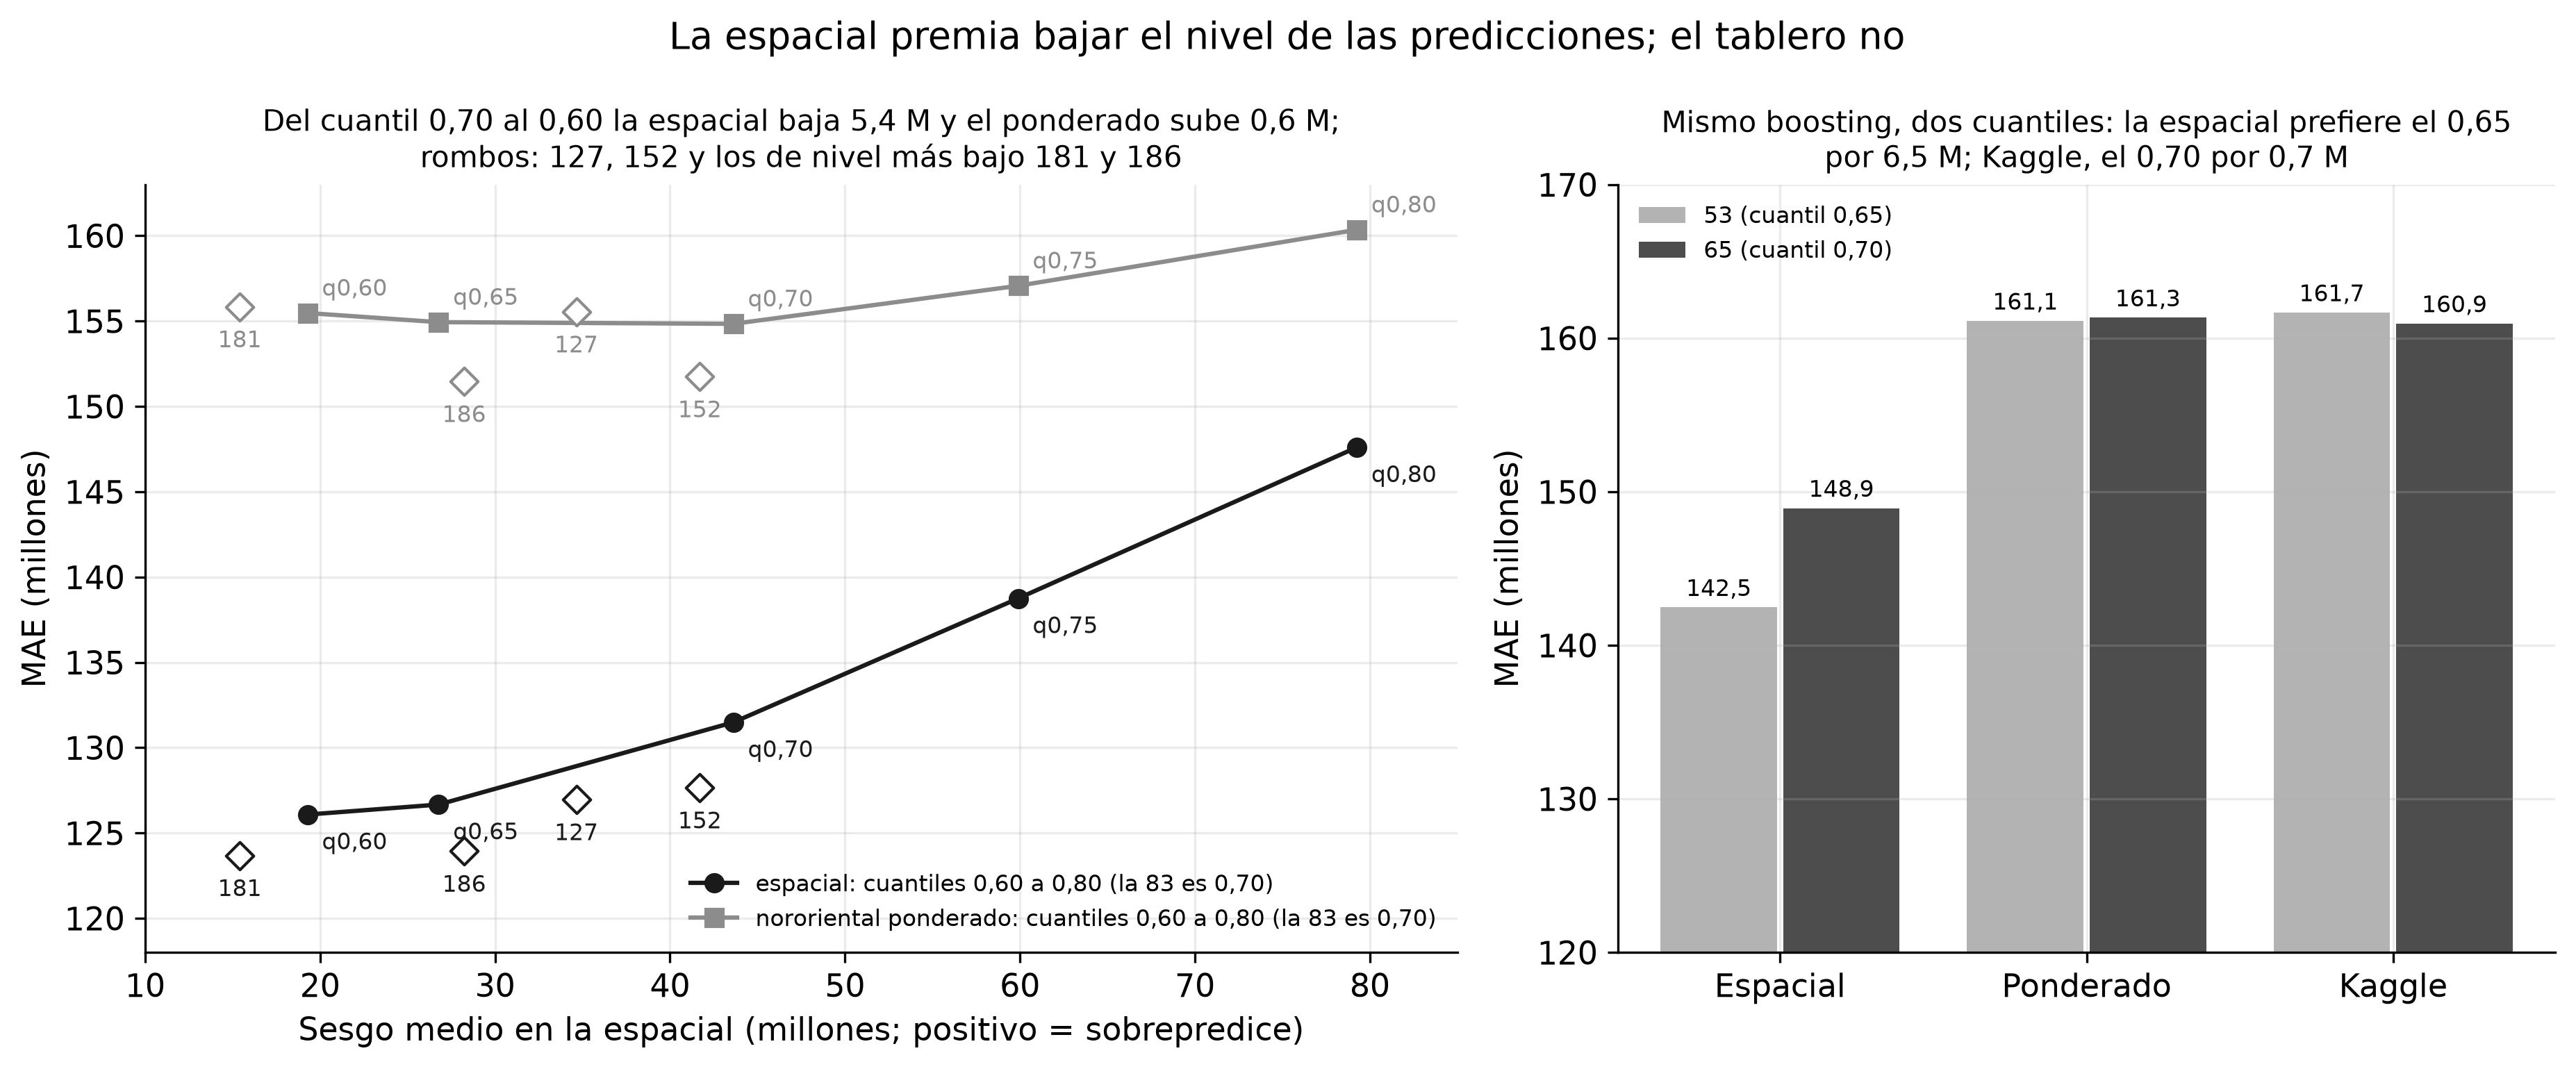 La espacial premia bajar el nivel de las predicciones; el tablero no
Del cuantil 0,70 al 0,60 la espacial baja 5,4 M y el ponderado sube 0,6 M;
rombos: 127, 152 y los de nivel más bajo 181 y 186
MAE (millones)
160
155
150
145
140
135
130
125
120
10
20
30
40
50
60
70
80
Sesgo medio en la espacial (millones; positivo = sobrepredice)
q0,60
q0,65
q0,70
q0,75
q0,80
181
186
127
152
q0,60
q0,65
q0,70
q0,75
q0,80
181
186
127
152
espacial: cuantiles 0,60 a 0,80 (la 83 es 0,70)
nororiental ponderado: cuantiles 0,60 a 0,80 (la 83 es 0,70)
Mismo boosting, dos cuantiles: la espacial prefiere el 0,65
por 6,5 M; Kaggle, el 0,70 por 0,7 M
MAE (millones)
170
160
150
140
130
120
53 (cuantil 0,65)
65 (cuantil 0,70)
142,5
148,9
161,1
161,3
161,7
160,9
Espacial
Ponderado
Kaggle